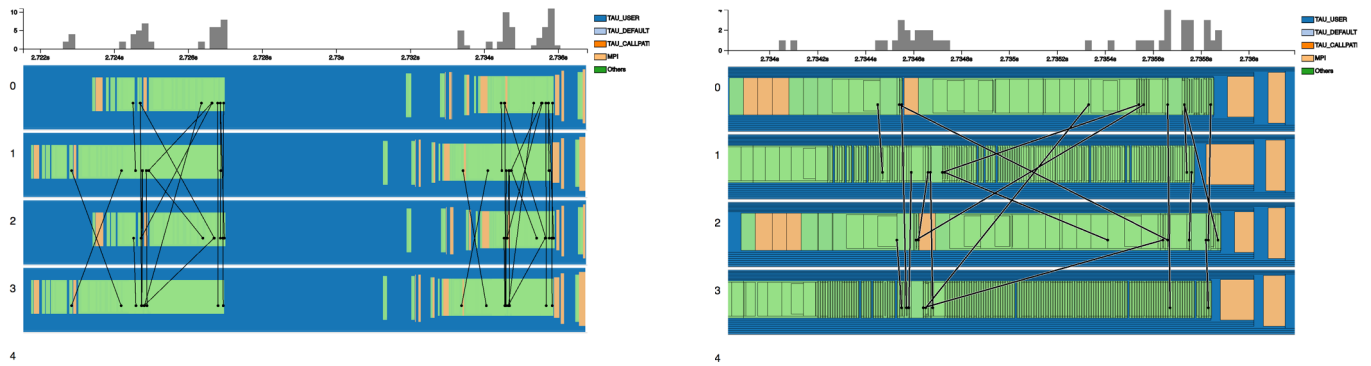 10
5
0
2.722s
2.724s
2.726s
2.728s
2.73s
2.732s
2.734s
2.736s
TAU_USER
TAU_DEFAULT
TAU_CALLPATH
MPI
Others
0
1
2
3
4
4
2
0
2.734s
2.7342s
2.7344s
2.7346s
2.7348s
2.735s
2.7352s
2.7354s
2.7356s
2.7358s
2.736s
TAU_USER
TAU_DEFAULT
TAU_CALLPATH
MPI
Others
0
1
2
3
4